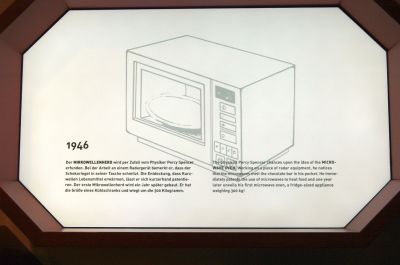 1946
Der MIKROWELLENHERD wird per Zufall vom Physiker Percy Spencer
erfunden. Bei der Arbeit an einem Radargerät bemerkt er, dass der
Schokoriegel in seiner Tasche schmilzt. Die Entdeckung, dass Kurz-
wellen Lebensmittel erwärmen, lässt er sich kurzerhand patentie-
ren. Der erste Mikrowellenherd wird ein Jahr später gebaut. Er hat
die Größe eines Kühlschranks und wiegt um die 300 Kilogramm.
The physicist Percy Spencer chances upon the idea of the MICRO-
WAVE OVEN. Working on a piece of radar equipment, he notices
that the microwaves melt the chocolate bar in his pocket. He imme-
diately patents the use of microwaves to heat food and one year
later unveils his first microwave oven, a fridge-sized appliance
weighing 300 kg!